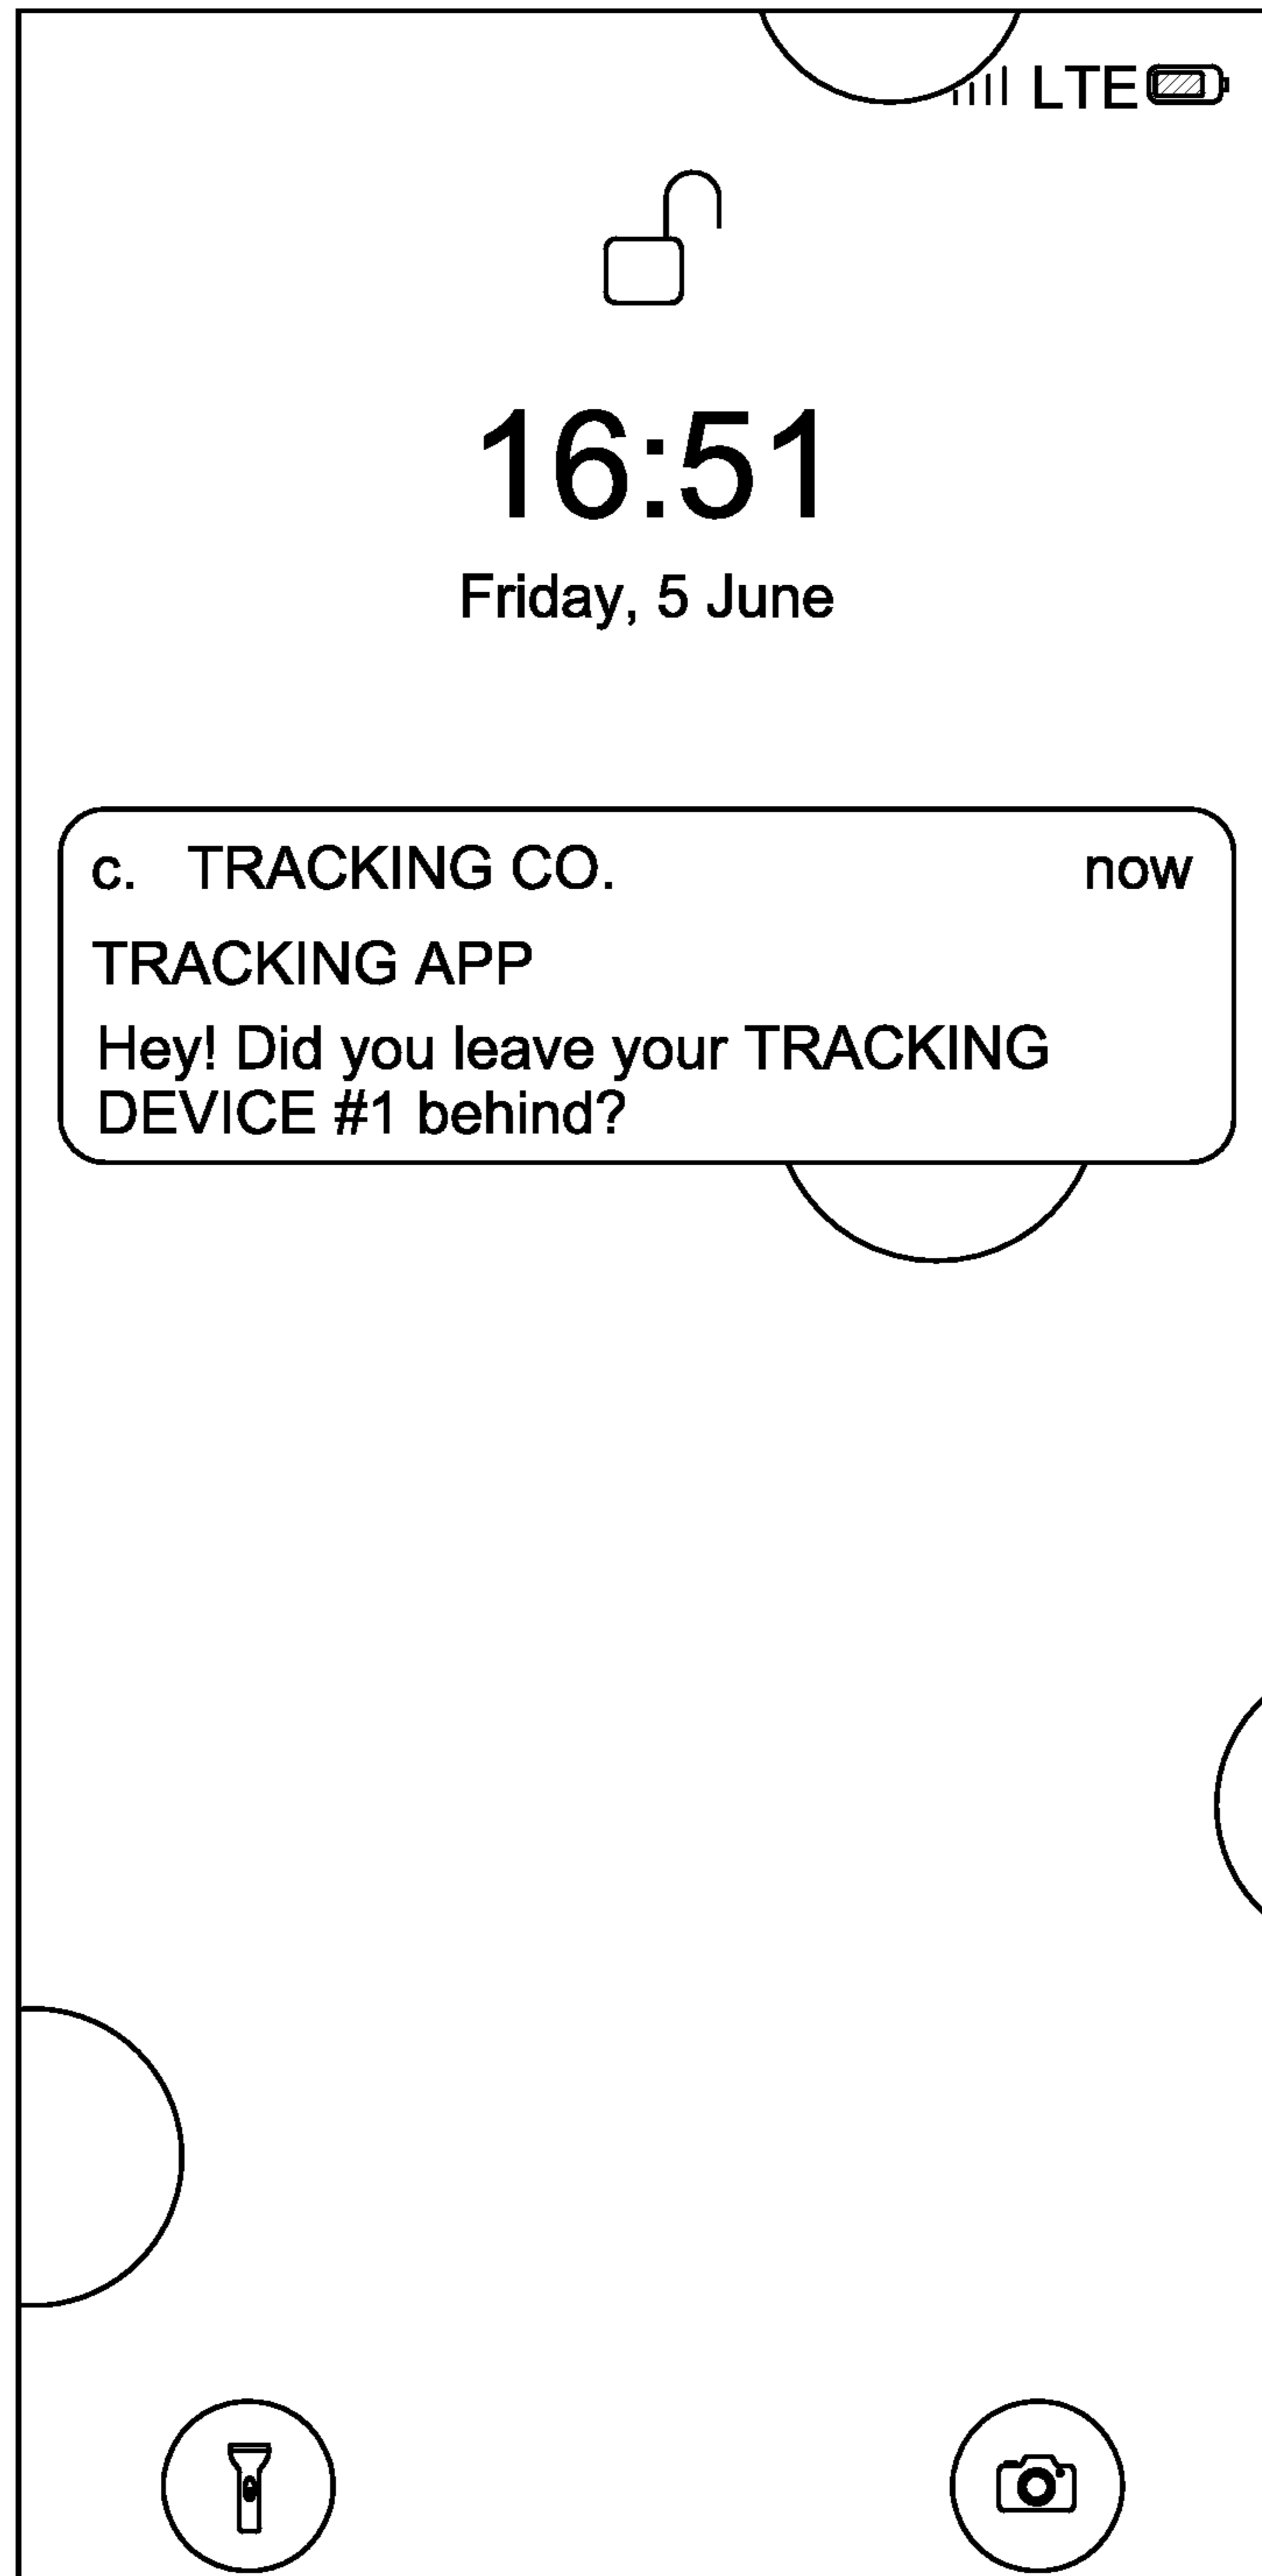 LTE
16:51
Friday, 5 June
c. TRACKING CO. now
TRACKING APP
Hey! Did you leave your TRACKING
DEVICE #1 behind?